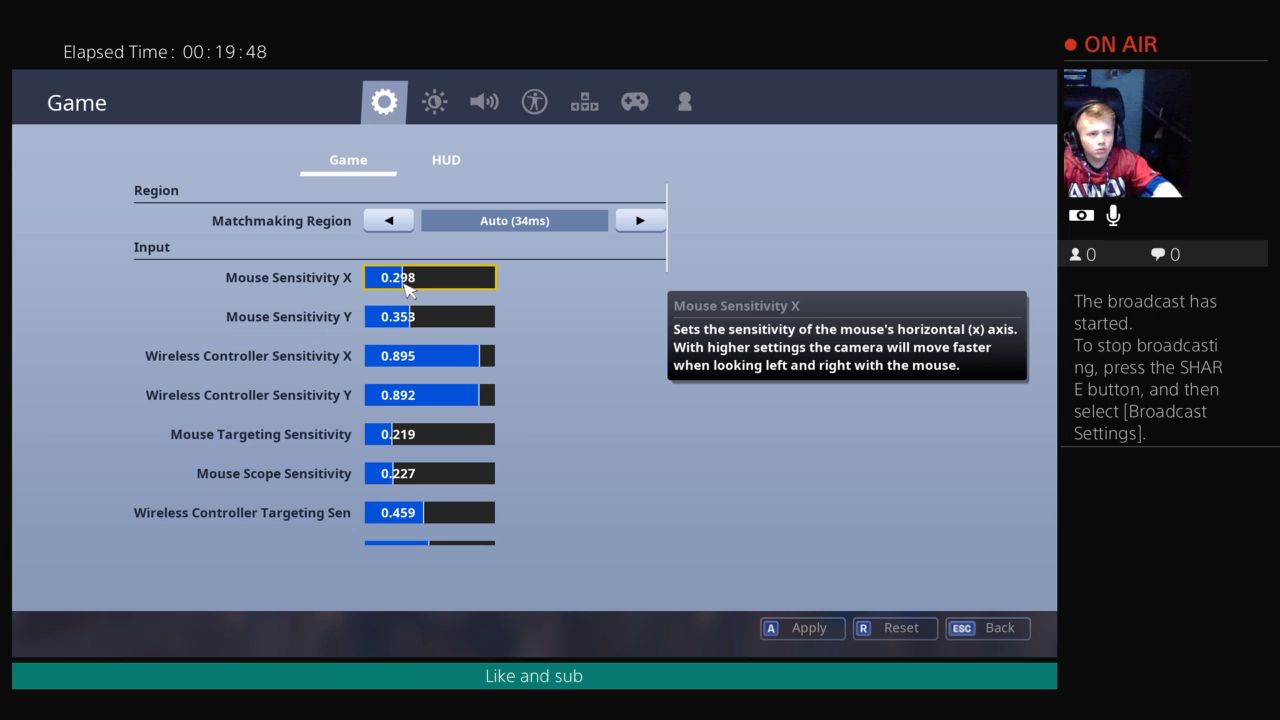 Elapsed Time: 00:19:48
ON AIR
Game
Game HUD
Region
Matchmaking Region Auto (34ms)
Input
Mouse Sensitivity X 0.298
Mouse Sensitivity Y 0.353
Wireless Controller Sensitivity X 0.895
Wireless Controller Sensitivity Y 0.892
Mouse Targeting Sensitivity 0.219
Mouse Scope Sensitivity 0.227
Wireless Controller Targeting Sen 0.459
Mouse Sensitivity X
Sets the sensitivity of the mouse's horizontal (x) axis.
With higher settings the camera will move faster
when looking left and right with the mouse.
0 0
The broadcast has
started.
To stop broadcasti
ng, press the SHAR
E button, and then
select [Broadcast
Settings].
A Apply R Reset ESC Back
Like and sub